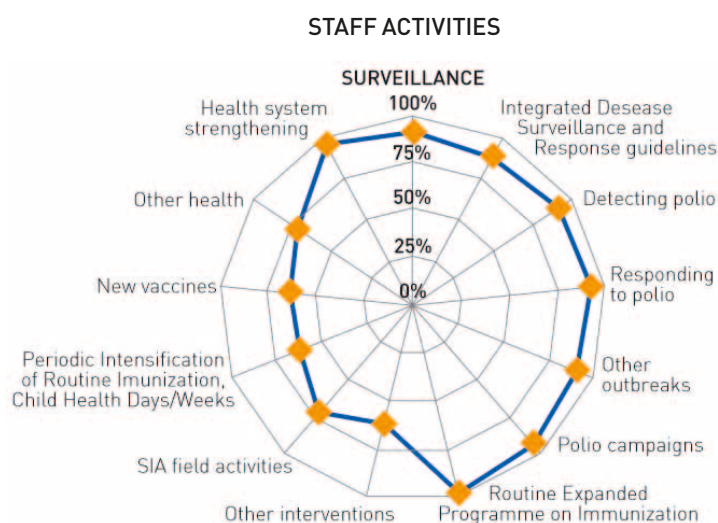 STAFF ACTIVITIES
SURVEILLANCE
100%
75%
50%
25%
0%
Integrated Desease
Surveillance and
Response guidelines
Detecting polio
Responding
to polio
Other
outbreaks
Polio campaigns
Routine Expanded
Programme on Immunization
Other interventions
SIA field activities
Periodic Intensification
of Routine Imunization,
Child Health Days/Weeks
New vaccines
Other health
Health system
strengthening